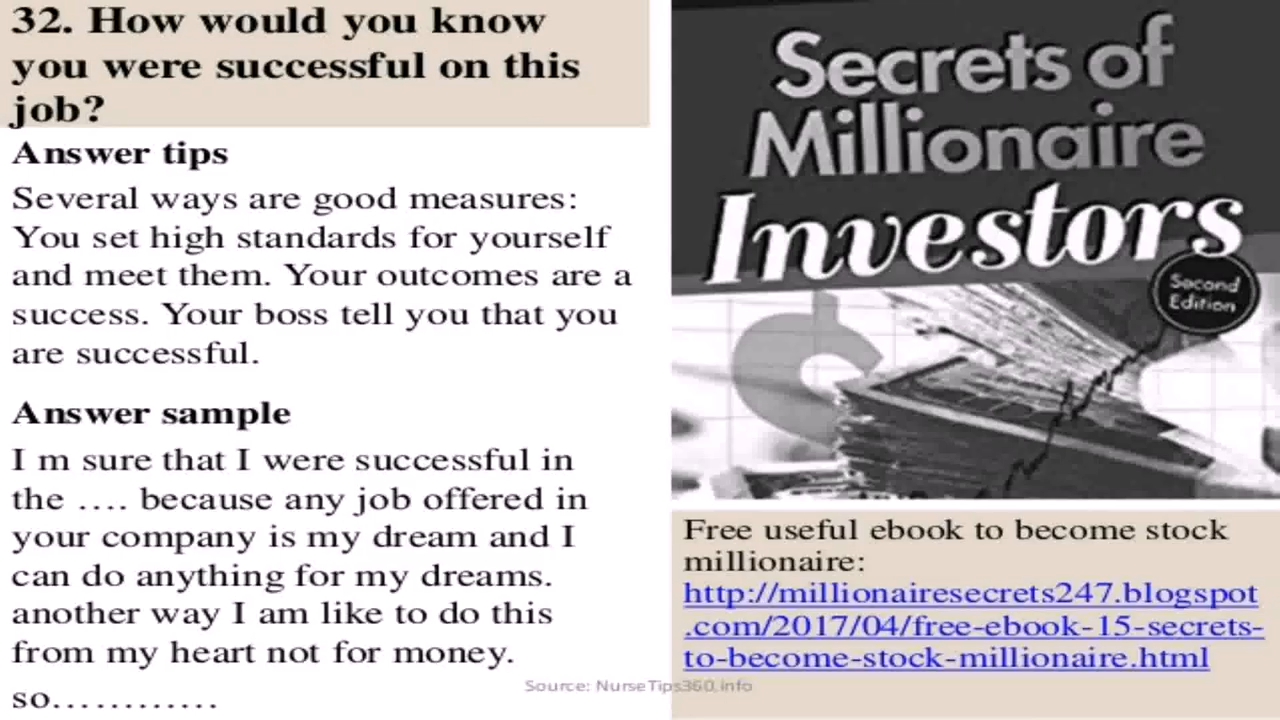 32. How would you know
you were successful on this
job?
Answer tips
Several ways are good measures:
You set high standards for yourself
and meet them. Your outcomes are a
success. Your boss tell you that you
are successful.
Answer sample
I m sure that I were successful in
the …. because any job offered in
your company is my dream and I
can do anything for my dreams.
another way I am like to do this
from my heart not for money.
so…………
Secrets of
Millionaire
Investors
Second
Edition
Free useful ebook to become stock
millionaire:
http://millionairesecrets247.blogspot
.com/2017/04/free-ebook-15-secrets-
to-become-stock-millionaire.html
Source: NurseTips360.info